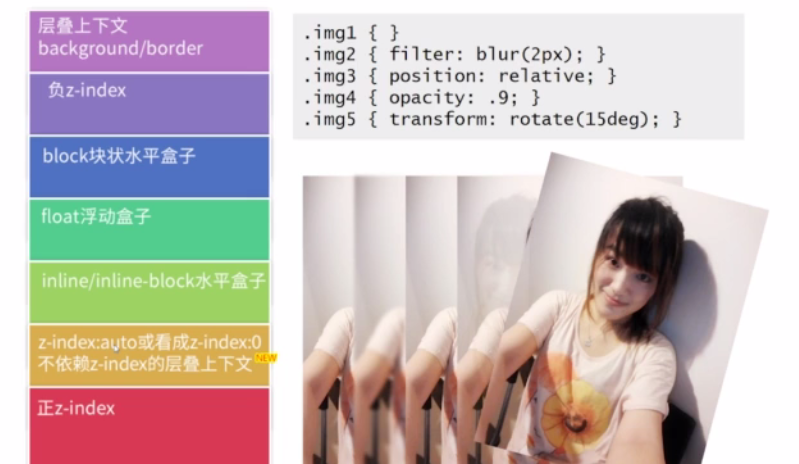 层叠上下文
background/border
负z-index
block块状水平盒子
float浮动盒子
inline/inline-block水平盒子
z-index:auto或看成z-index:0
不依赖z-index的层叠上下文
NEW
正z-index
.img1 { }
.img2 { filter: blur(2px); }
.img3 { position: relative; }
.img4 { opacity: .9; }
.img5 { transform: rotate(15deg); }